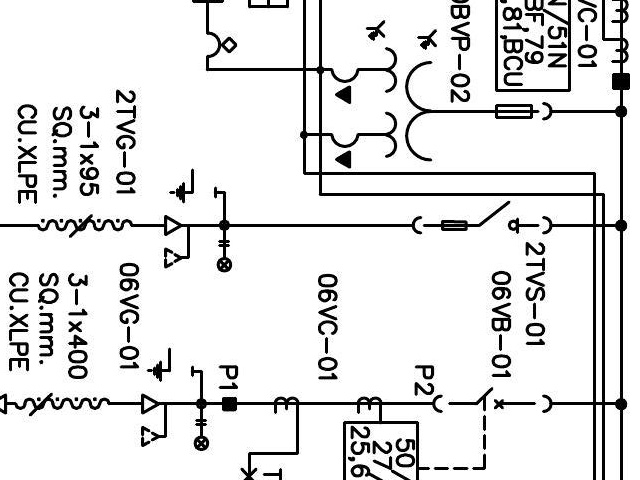 VC-01
N/51N
BF,79
,81,BCU
0BVP-02
2TVS-01
06VB-01
P2
50
27
25,6
06VC-01
P1
2TVG-01
3-1x95
SQ.mm.
CU.XLPE
06VG-01
3-1x400
SQ.mm.
CU.XLPE